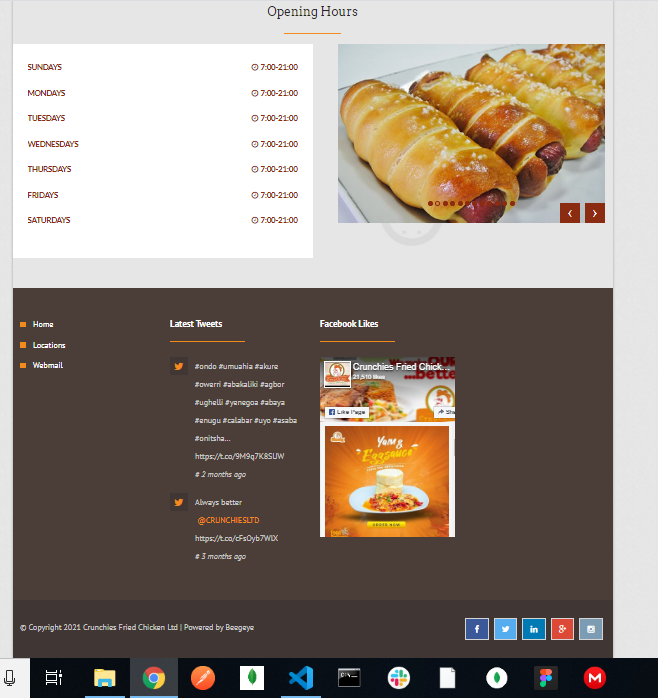 Opening Hours
SUNDAYS 7:00-21:00
MONDAYS 7:00-21:00
TUESDAYS 7:00-21:00
WEDNESDAYS 7:00-21:00
THURSDAYS 7:00-21:00
FRIDAYS 7:00-21:00
SATURDAYS 7:00-21:00
Home
Locations
Webmail
Latest Tweets
#ondo #umuahia #akure
#owerri #abakaliki #agbor
#ughelli #yenegoa #abaya
#enugu #calabar #uyo #asaba
#onitsha...
https://t.co/9M9q7K8SUW
# 2 months ago
Always better
@CRUNCHIESLTD
https://t.co/cFsOyb7WlX
# 3 months ago
Facebook Likes
Crunchies Fried Chick...
21,510 likes
...bette
Like Page
Sha
Yam &
Eggsauce
ORDER NOW
© Copyright 2021 Crunchies Fried Chicken Ltd | Powered by Beegeye